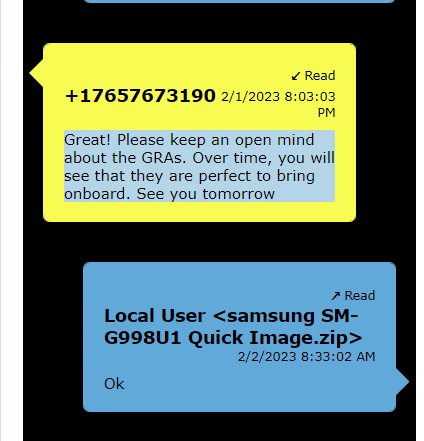 ↙ Read
+17657673190 2/1/2023 8:03:03
PM
Great! Please keep an open mind
about the GRAs. Over time, you will
see that they are perfect to bring
onboard. See you tomorrow
↗ Read
Local User <samsung SM-
G998U1 Quick Image.zip>
2/2/2023 8:33:02 AM
Ok